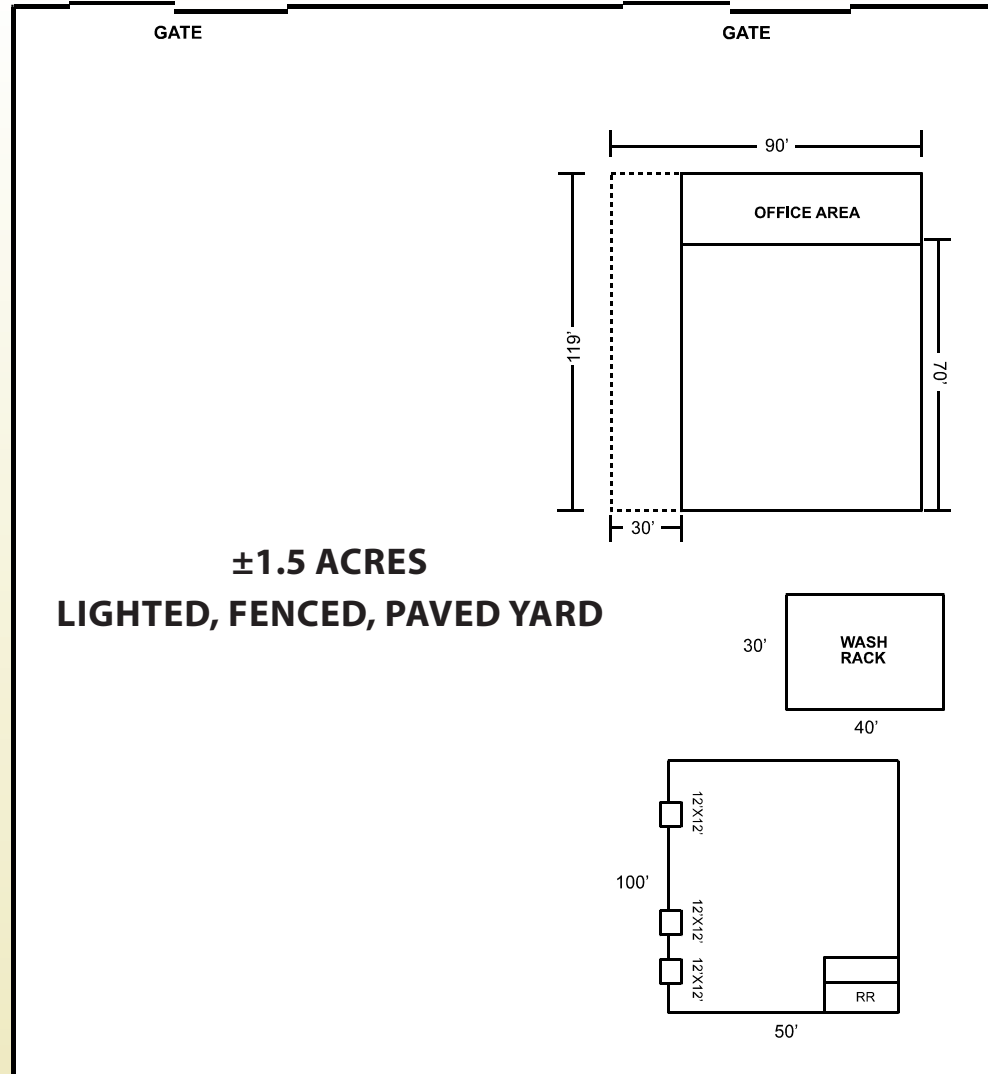 GATE
GATE
90’
OFFICE AREA
119’
70’
30’
±1.5 ACRES
LIGHTED, FENCED, PAVED YARD
30’
WASH
RACK
40’
12’X12’
100’
12’X12’
12’X12’
RR
50’